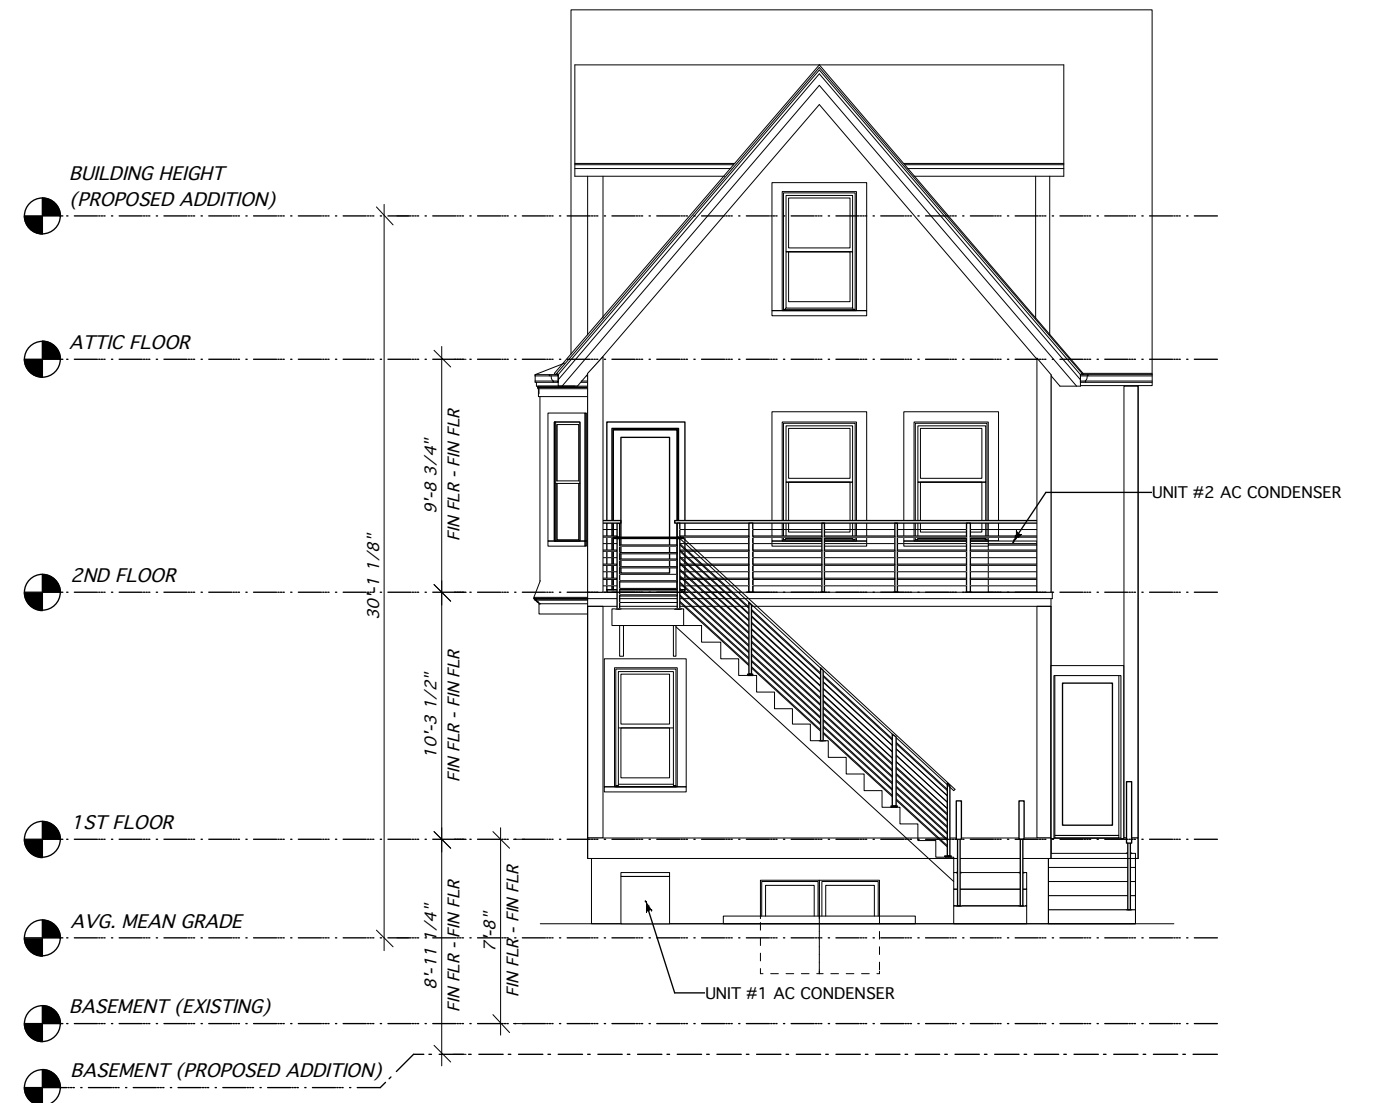 BUILDING HEIGHT
(PROPOSED ADDITION)
ATTIC FLOOR
9'-8 3/4"
FIN FLR - FIN FLR
UNIT #2 AC CONDENSER
30'-1 1/8"
2ND FLOOR
10'-3 1/2"
FIN FLR - FIN FLR
1ST FLOOR
8'-11 1/4"
FIN FLR - FIN FLR
7'-8"
FIN FLR - FIN FLR
AVG. MEAN GRADE
UNIT #1 AC CONDENSER
BASEMENT (EXISTING)
BASEMENT (PROPOSED ADDITION)